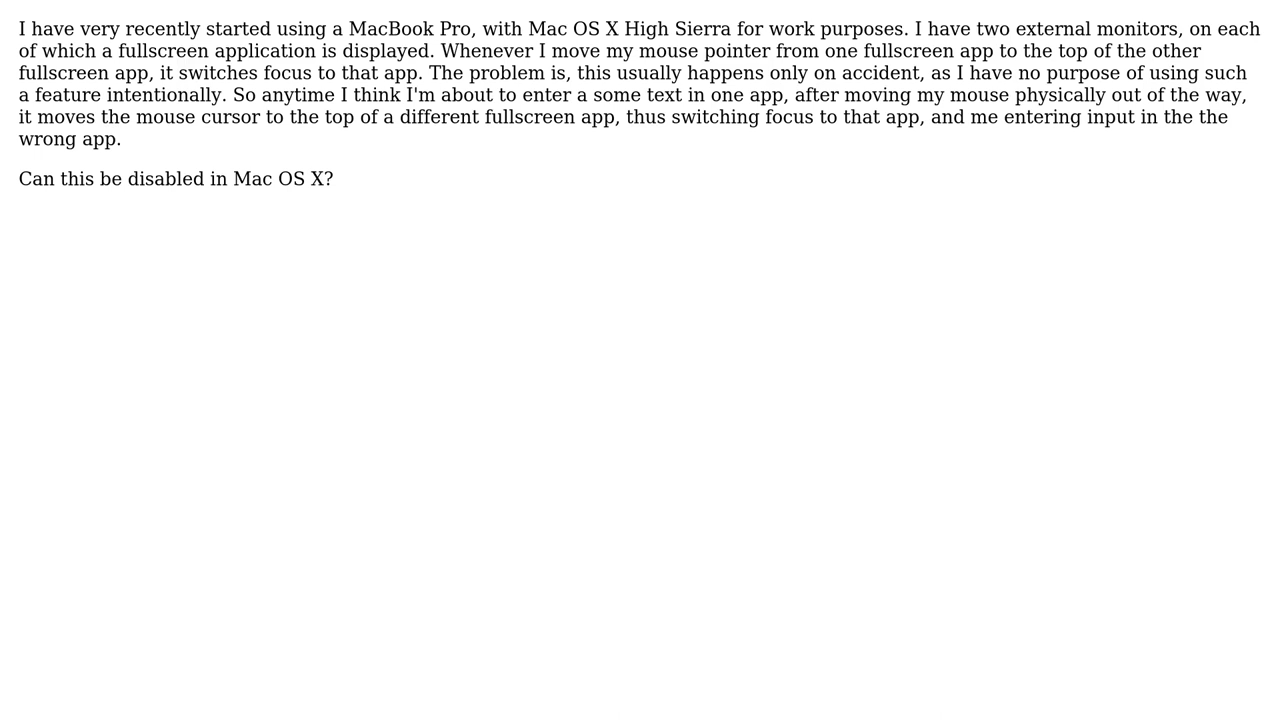 I have very recently started using a MacBook Pro, with Mac OS X High Sierra for work purposes. I have two external monitors, on each
of which a fullscreen application is displayed. Whenever I move my mouse pointer from one fullscreen app to the top of the other
fullscreen app, it switches focus to that app. The problem is, this usually happens only on accident, as I have no purpose of using such
a feature intentionally. So anytime I think I'm about to enter a some text in one app, after moving my mouse physically out of the way,
it moves the mouse cursor to the top of a different fullscreen app, thus switching focus to that app, and me entering input in the the
wrong app.
Can this be disabled in Mac OS X?